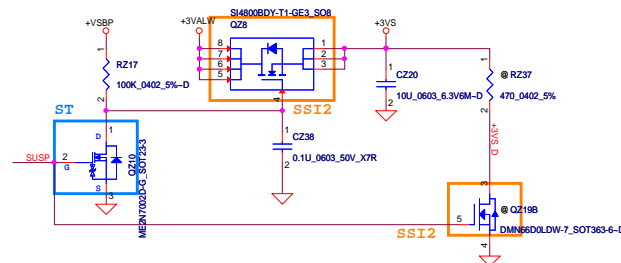 SI4800BDY-T1-GE3_SO8
+VSBP
+3VALW
QZ8
+3VS
8
7
6
5
1
2
3
4
1
RZ17
100K_0402_5%~D
2
1
CZ20
10U_0603_6.3V6M~D
2
1
@ RZ37
470_0402_5%
2
SSI2
ST
1
CZ38
0.1U_0603_50V_X7R
2
+3VS_D
SUSP
2
G
D
1
S
3
QZ10
ME2N7002D-G_SOT23-3
3
@ QZ19B
5
DMN66D0LDW-7_SOT363-6~D
4
SSI2